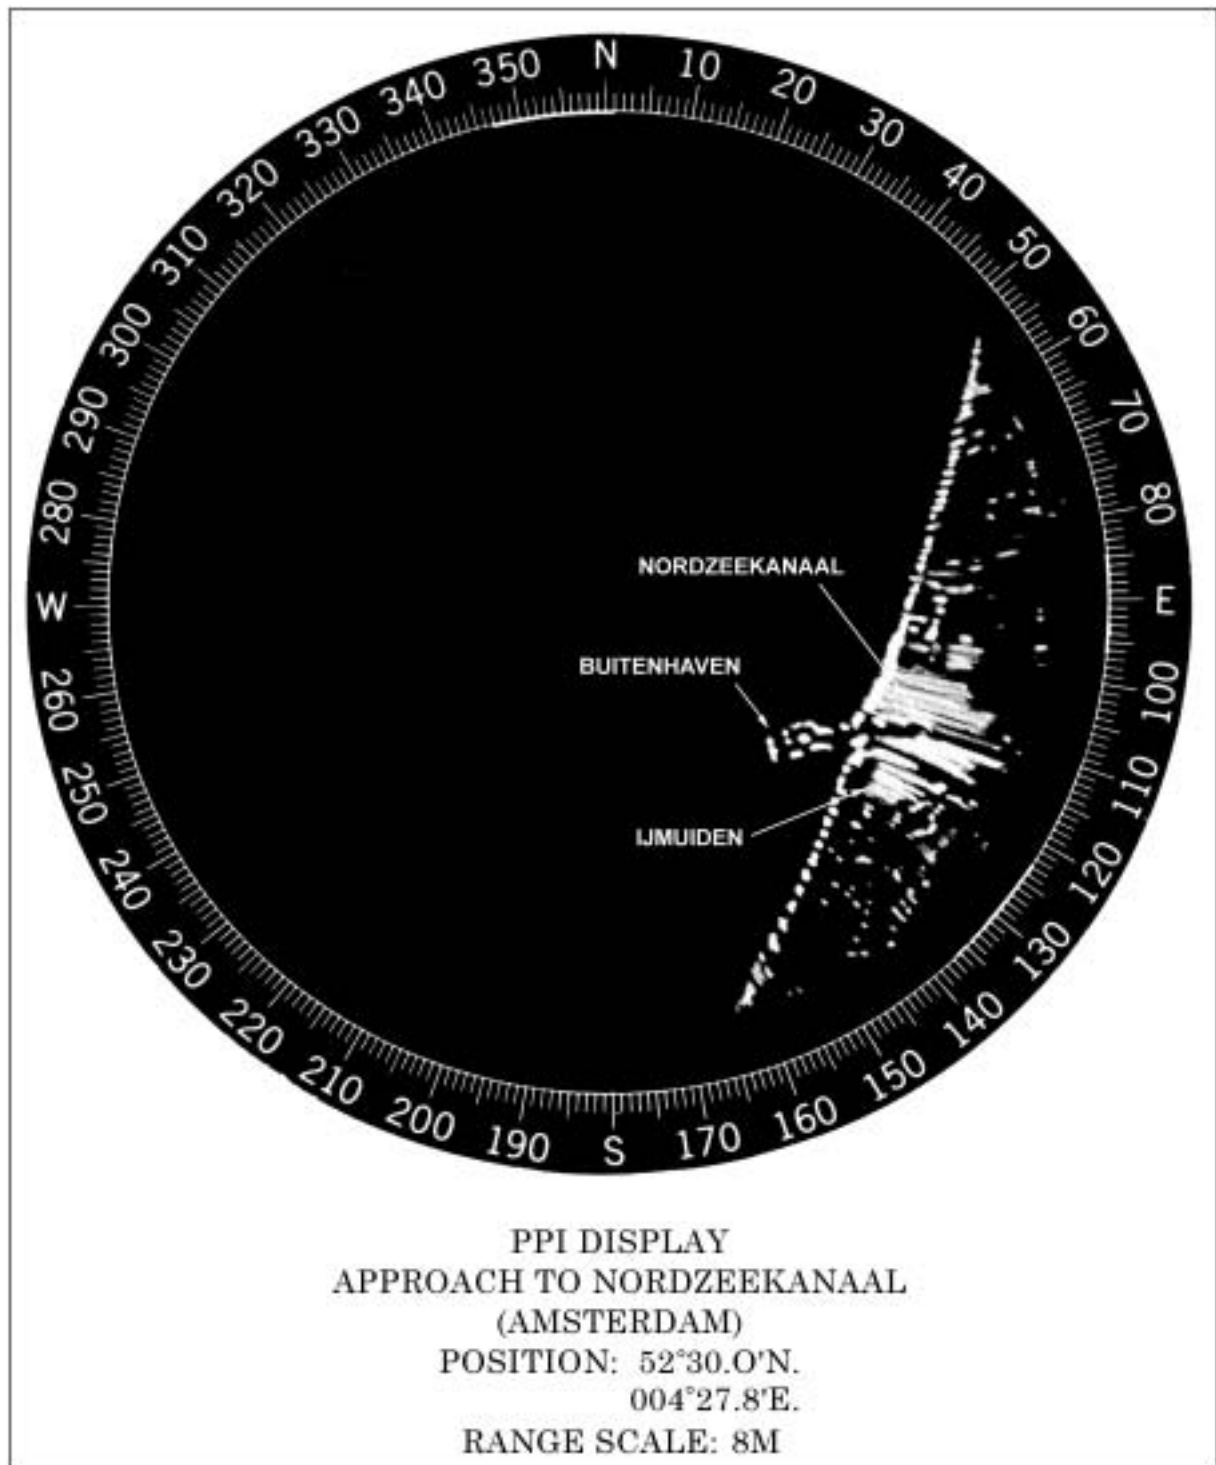 N
10
20
30
40
50
60
70
80
E
100
110
120
130
140
150
160
170
S
190
200
210
220
230
240
250
260
W
280
290
300
310
320
330
340
350
NORDZEEKANAAL
BUITENHAVEN
IJMUIDEN
PPI DISPLAY
APPROACH TO NORDZEEKANAAL
(AMSTERDAM)
POSITION: 52°30.O'N.
004°27.8'E.
RANGE SCALE: 8M